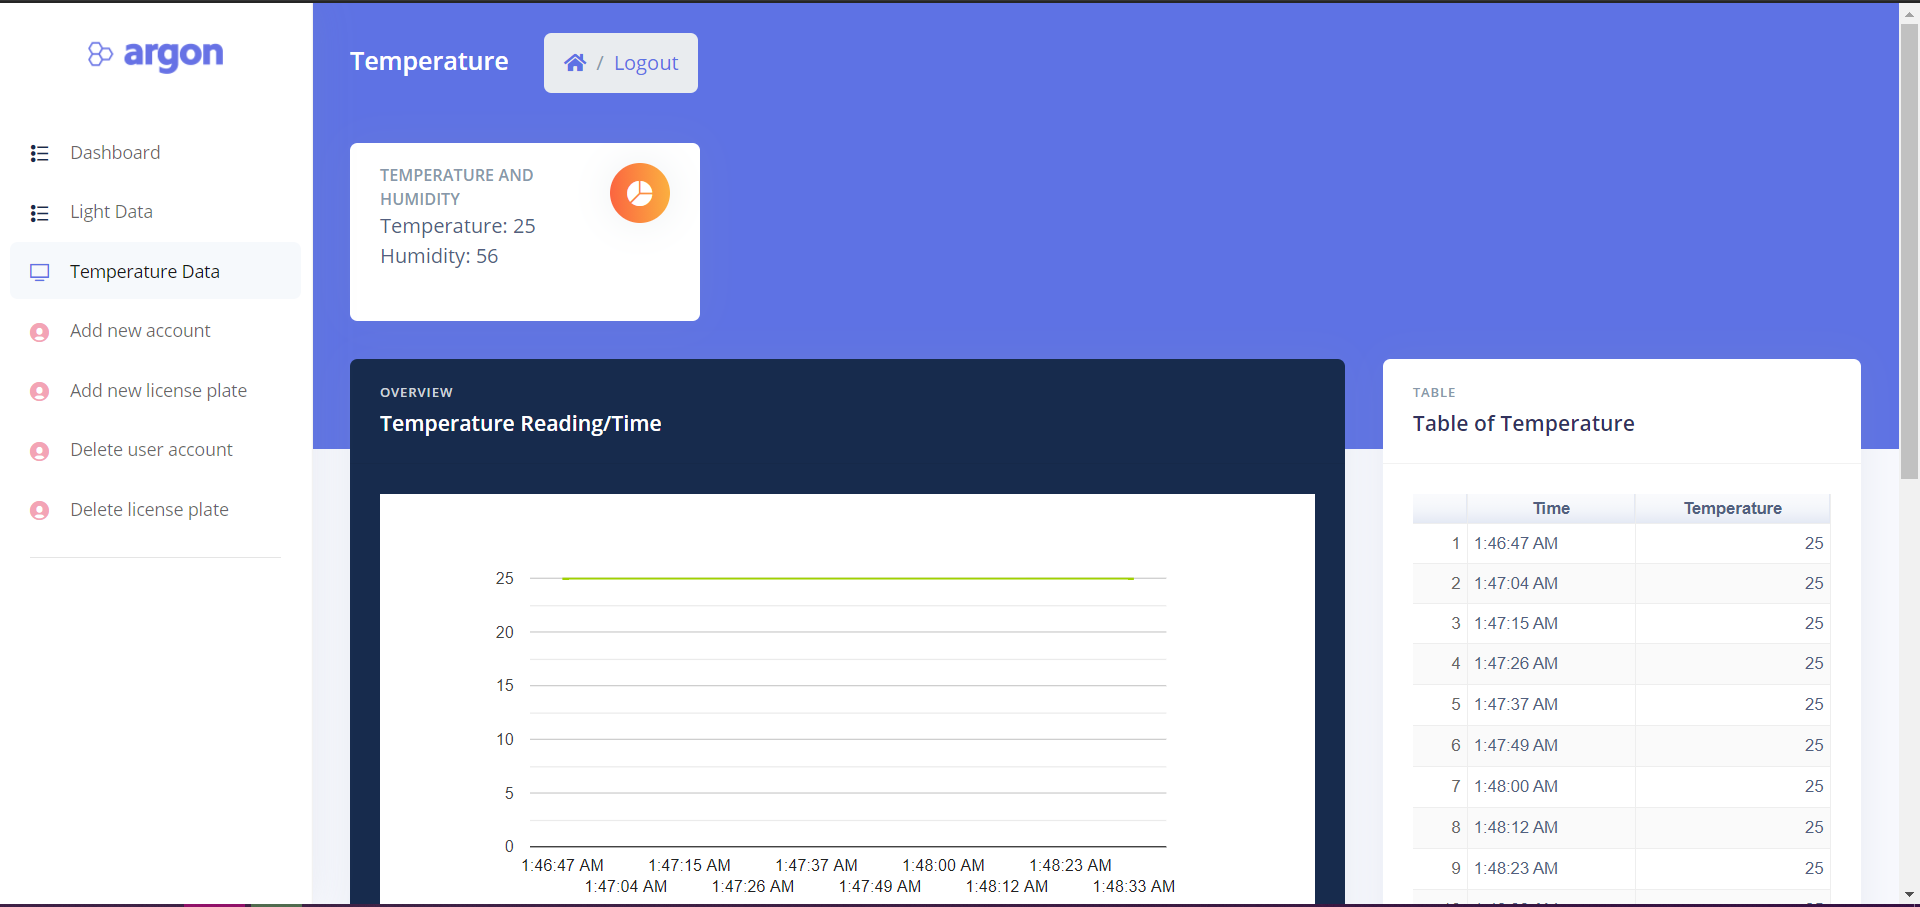 argon
Dashboard
Light Data
Temperature Data
Add new account
Add new license plate
Delete user account
Delete license plate
Temperature
/ Logout
TEMPERATURE AND
HUMIDITY
Temperature: 25
Humidity: 56
OVERVIEW
Temperature Reading/Time
25
20
15
10
5
0
1:46:47 AM 1:47:15 AM 1:47:37 AM 1:48:00 AM 1:48:23 AM
1:47:04 AM 1:47:26 AM 1:47:49 AM 1:48:12 AM 1:48:33 AM
TABLE
Table of Temperature
Time Temperature
1 1:46:47 AM 25
2 1:47:04 AM 25
3 1:47:15 AM 25
4 1:47:26 AM 25
5 1:47:37 AM 25
6 1:47:49 AM 25
7 1:48:00 AM 25
8 1:48:12 AM 25
9 1:48:23 AM 25